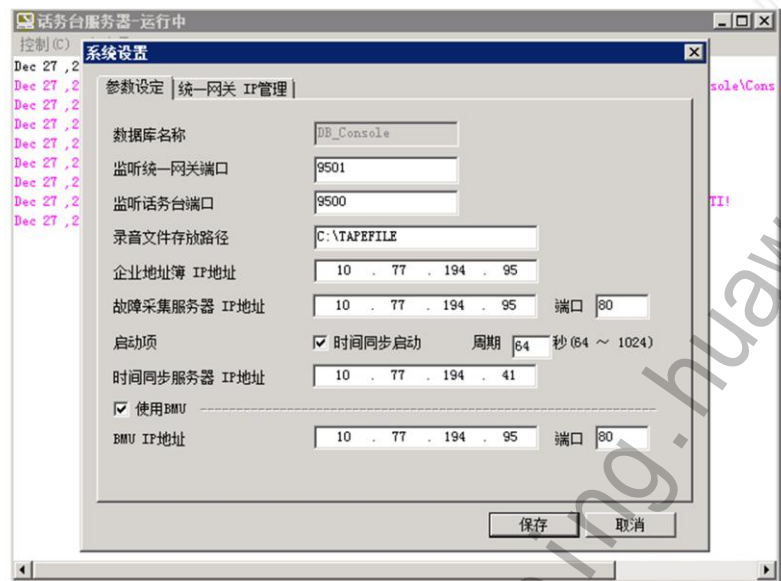 话务台服务器-运行中
控制(C)
系统设置
Dec 27 ,2
Dec 27 ,2
sole\Cons
Dec 27 ,2
Dec 27 ,2
Dec 27 ,2
Dec 27 ,2
Dec 27 ,2
Dec 27 ,2
TI!
Dec 27 ,2
参数设定 统一网关 IP管理
数据库名称 DB_Console
监听统一网关端口 9501
监听话务台端口 9500
录音文件存放路径 C:\TAPEFILE
企业地址簿 IP地址 10 . 77 . 194 . 95
故障采集服务器 IP地址 10 . 77 . 194 . 95 端口 80
启动项 时间同步启动 周期 64 秒(64 ~ 1024)
时间同步服务器 IP地址 10 . 77 . 194 . 41
使用BMU
BMU IP地址 10 . 77 . 194 . 95 端口 80
保存 取消
ing.huaw